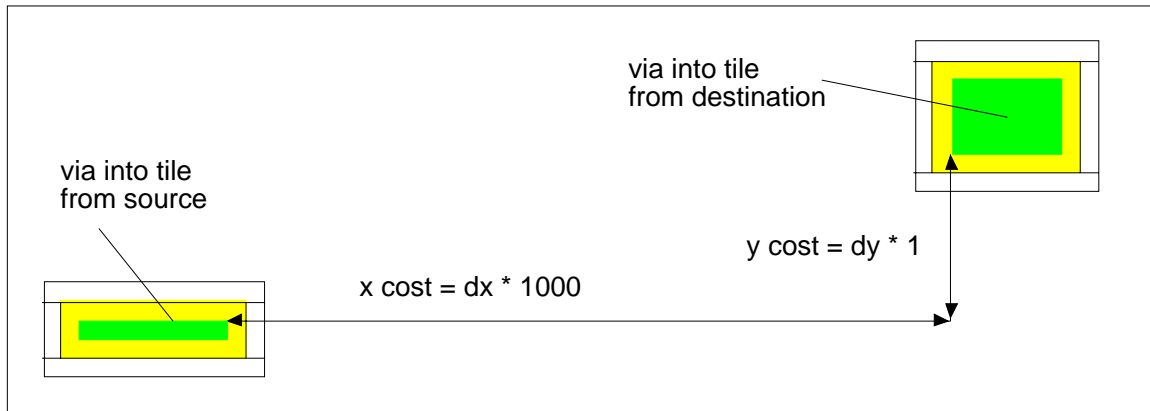 via into tile
from destination
via into tile
from source
y cost = dy * 1
x cost = dx * 1000